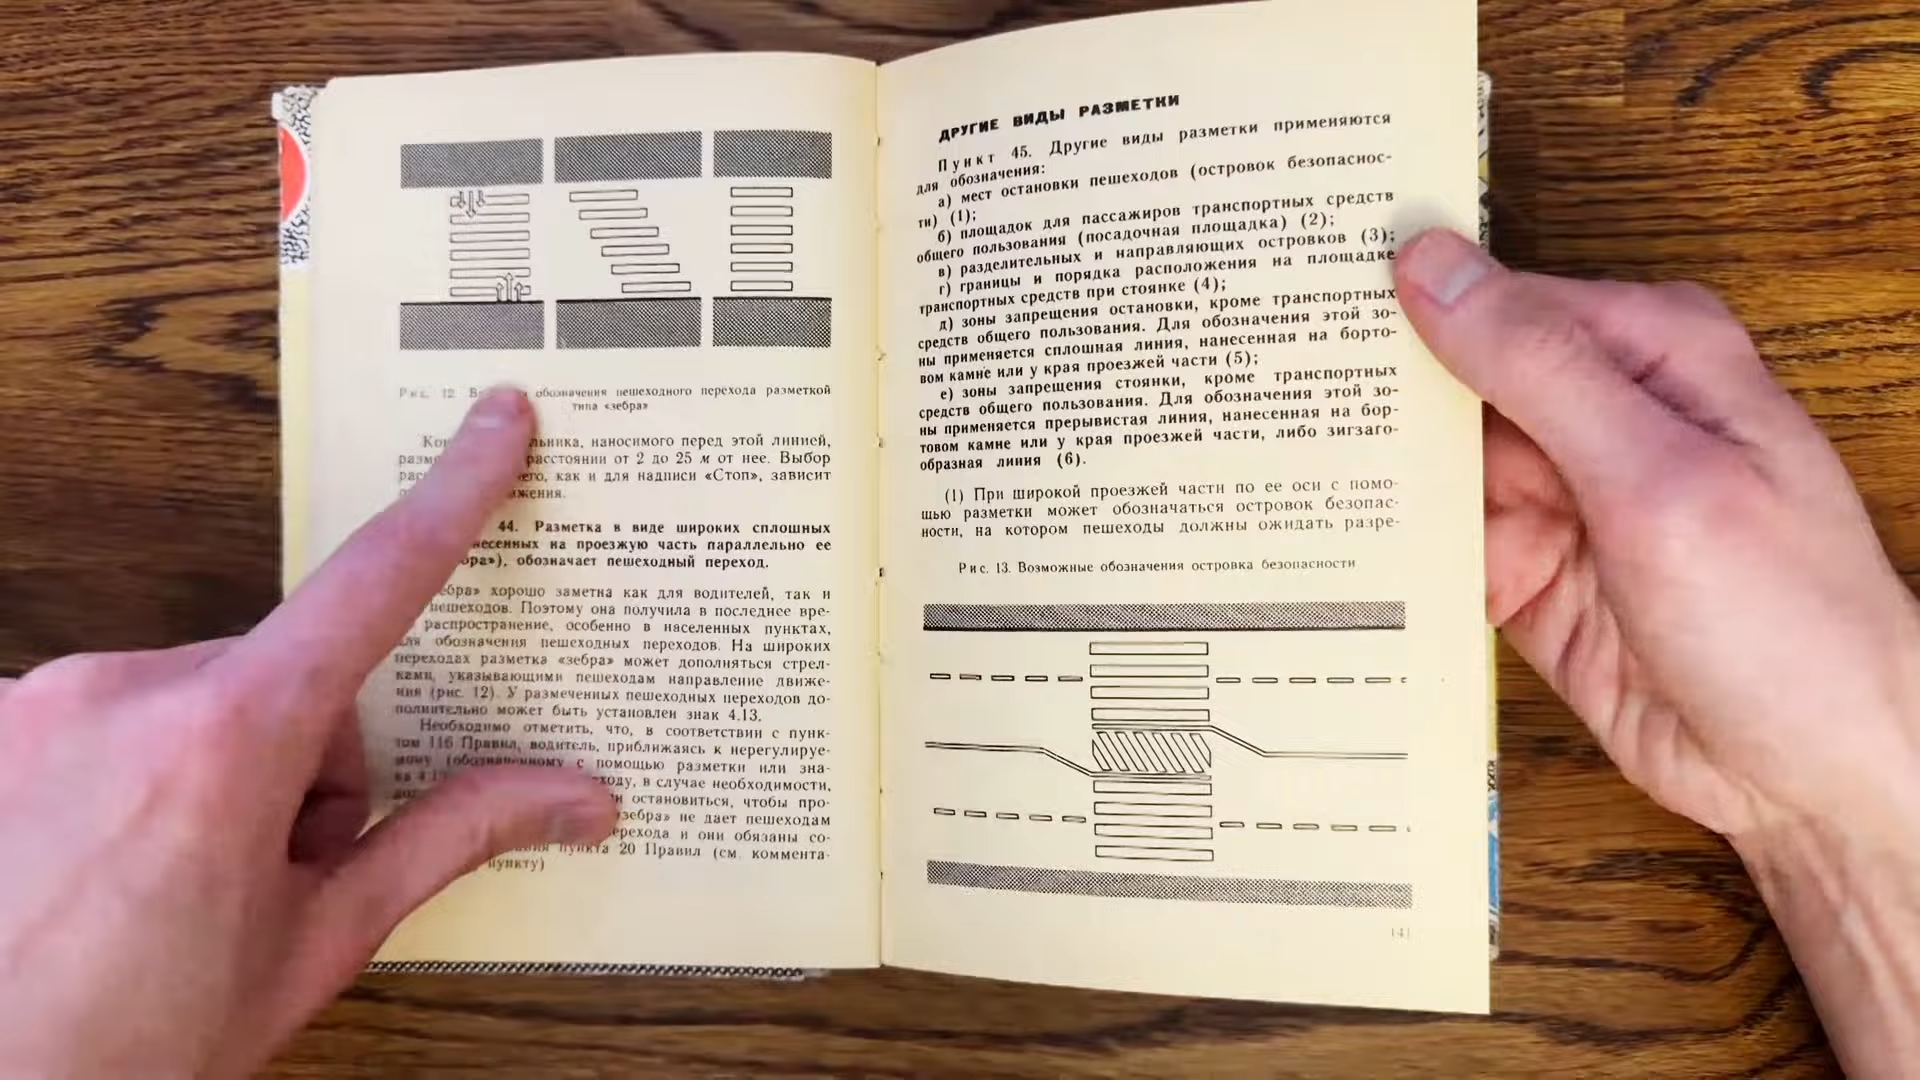 Рис. 12. обозначения пешеходного перехода разметкой
типа «зебра»
наносимого перед этой линией,
расстоянии от 2 до 25 м от нее. Выбор
как и для надписи «Стоп», зависит
44. Разметка в виде широких сплошных
на проезжую часть параллельно ее
обозначает пешеходный переход.
хорошо заметна как для водителей, так и
пешеходов. Поэтому она получила в последнее вре-
распространение, особенно в населенных пунктах,
для обозначения пешеходных переходов. На широких
переходах разметка «зебра» может дополняться стрел-
ками, указывающими пешеходам направление движе-
ния (рис. 12). У размеченных пешеходных переходов до-
полнительно может быть установлен знак 4.13.
Необходимо отметить, что, в соответствии с пунк-
том 116 Правил, водитель, приближаясь к нерегулируе-
мому (обозначенному с помощью разметки или зна-
в случае необходимости,
остановиться, чтобы про-
«зебра» не дает пешеходам
перехода и они обязаны со-
пункта 20 Правил (см. коммента-
пункту)
ДРУГИЕ ВИДЫ РАЗМЕТКИ
Пункт 45. Другие виды разметки применяются
для обозначения:
а) мест остановки пешеходов (островок безопаснос-
ти) (1);
б) площадок для пассажиров транспортных средств
общего пользования (посадочная площадка) (2);
в) разделительных и направляющих островков (3);
г) границы и порядка расположения на площадке
транспортных средств при стоянке (4);
д) зоны запрещения остановки, кроме транспортных
средств общего пользования. Для обозначения этой зо-
ны применяется сплошная линия, нанесенная на борто-
вом камне или у края проезжей части (5);
е) зоны запрещения стоянки, кроме транспортных
средств общего пользования. Для обозначения этой зо-
ны применяется прерывистая линия, нанесенная на бор-
товом камне или у края проезжей части, либо зигзаго-
образная линия (6).
(1) При широкой проезжей части по ее оси с помо-
щью разметки может обозначаться островок безопас-
ности, на котором пешеходы должны ожидать разре-
Рис. 13. Возможные обозначения островка безопасности
141